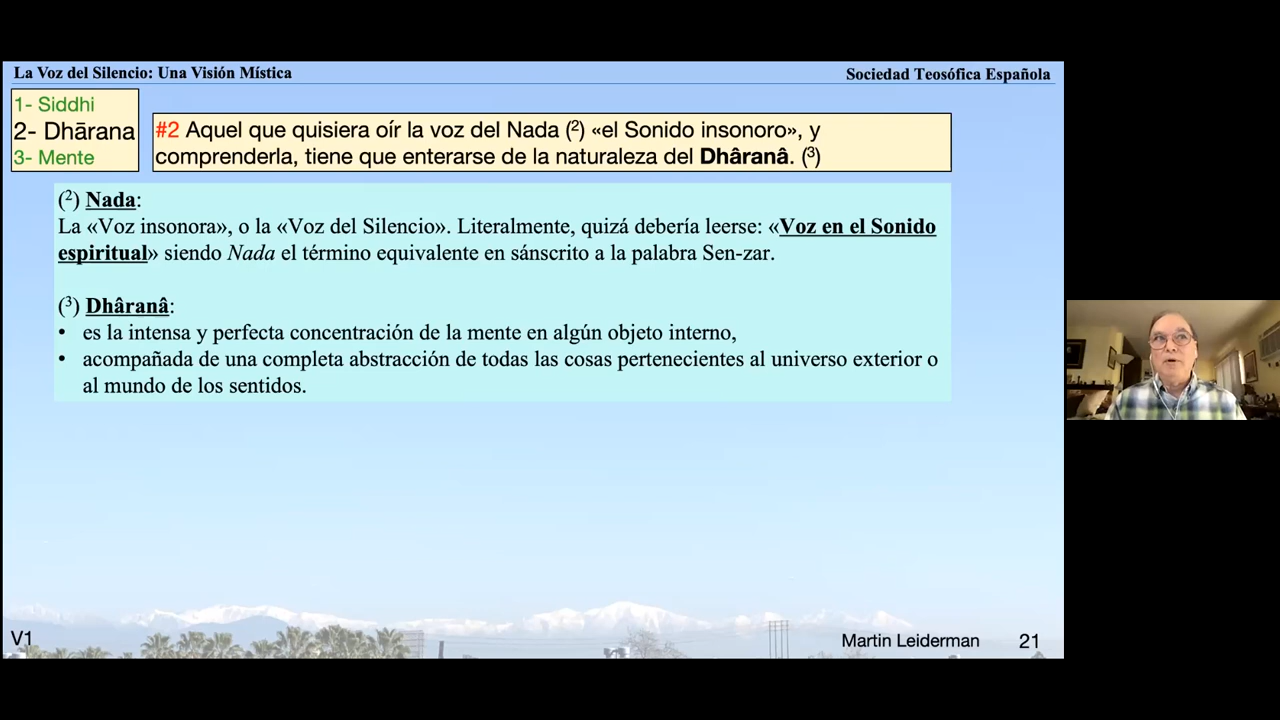 La Voz del Silencio: Una Visión Mística
Sociedad Teosófica Española
1- Siddhi
2- Dhārana
3- Mente
#2 Aquel que quisiera oír la voz del Nada (²) «el Sonido insonoro», y
comprenderla, tiene que enterarse de la naturaleza del Dhâranâ. (³)
(²) Nada:
La «Voz insonora», o la «Voz del Silencio». Literalmente, quizá debería leerse: «Voz en el Sonido
espiritual» siendo Nada el término equivalente en sánscrito a la palabra Sen-zar.
(³) Dhâranâ:
• es la intensa y perfecta concentración de la mente en algún objeto interno,
• acompañada de una completa abstracción de todas las cosas pertenecientes al universo exterior o
al mundo de los sentidos.
V1
Martin Leiderman
21